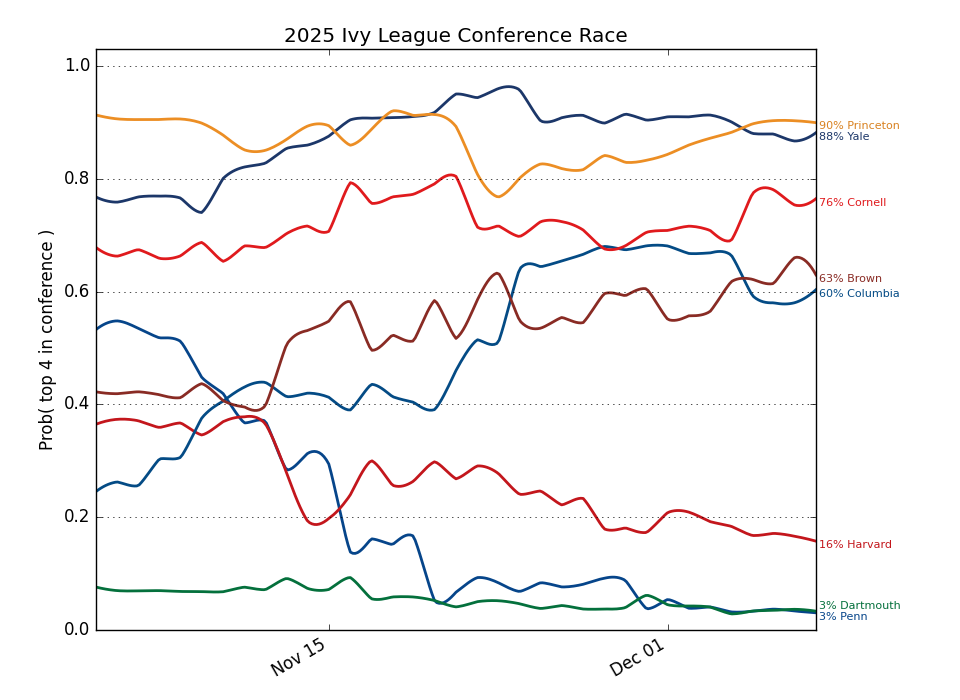 2025 Ivy League Conference Race
Prob( top 4 in conference )
1.0
0.8
0.6
0.4
0.2
0.0
Nov 15
Dec 01
90% Princeton
88% Yale
76% Cornell
63% Brown
60% Columbia
16% Harvard
3% Dartmouth
3% Penn